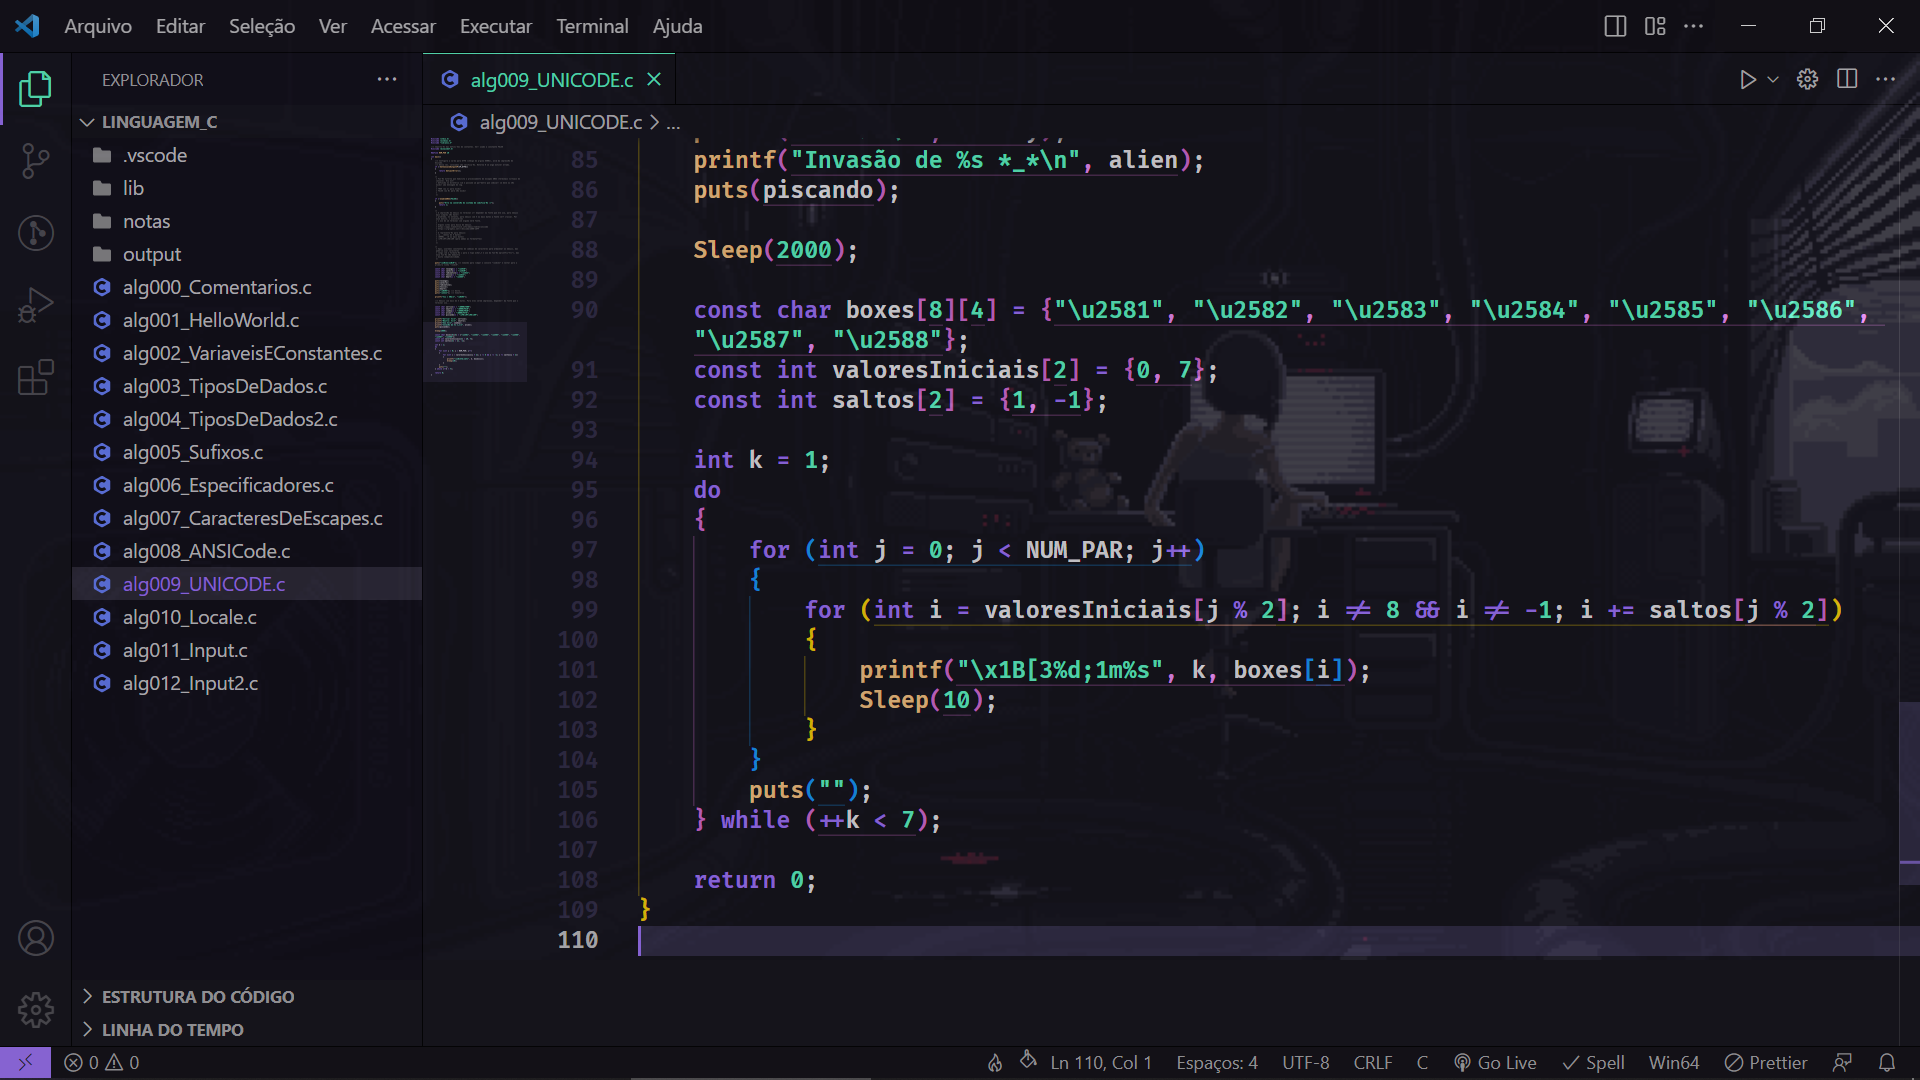 Arquivo Editar Seleção Ver Acessar Executar Terminal Ajuda
EXPLORADOR
LINGUAGEM_C
.vscode
lib
notas
output
alg000_Comentarios.c
alg001_HelloWorld.c
alg002_VariaveisEConstantes.c
alg003_TiposDeDados.c
alg004_TiposDeDados2.c
alg005_Sufixos.c
alg006_Especificadores.c
alg007_CaracteresDeEscapes.c
alg008_ANSICode.c
alg009_UNICODE.c
alg010_Locale.c
alg011_Input.c
alg012_Input2.c
ESTRUTURA DO CÓDIGO
LINHA DO TEMPO
alg009_UNICODE.c
alg009_UNICODE.c > ...
85 printf("Invasão de %s *_*\n", alien);
86 puts(piscando);
87
88 Sleep(2000);
89
90 const char boxes[8][4] = {"\u2581", "\u2582", "\u2583", "\u2584", "\u2585", "\u2586",
"\u2587", "\u2588"};
91 const int valoresIniciais[2] = {0, 7};
92 const int saltos[2] = {1, -1};
93
94 int k = 1;
95 do
96 {
97 for (int j = 0; j < NUM_PAR; j++)
98 {
99 for (int i = valoresIniciais[j % 2]; i != 8 && i != -1; i += saltos[j % 2])
100 {
101 printf("\x1B[3%d;1m%s", k, boxes[i]);
102 Sleep(10);
103 }
104 }
105 puts("");
106 } while (++k < 7);
107
108 return 0;
109 }
110
0 0 Ln 110, Col 1 Espaços: 4 UTF-8 CRLF C Go Live Spell Win64 Prettier